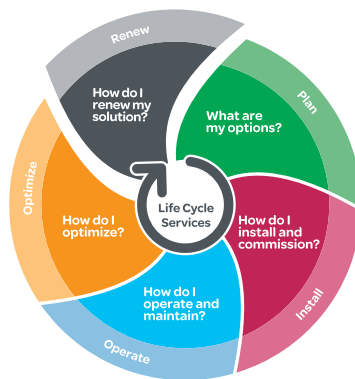 Renew
How do I
renew my
solution?
Plan
What are
my options?
Optimize
How do I
optimize?
Life Cycle
Services
How do I
install and
commission?
Install
How do I
operate and
maintain?
Operate